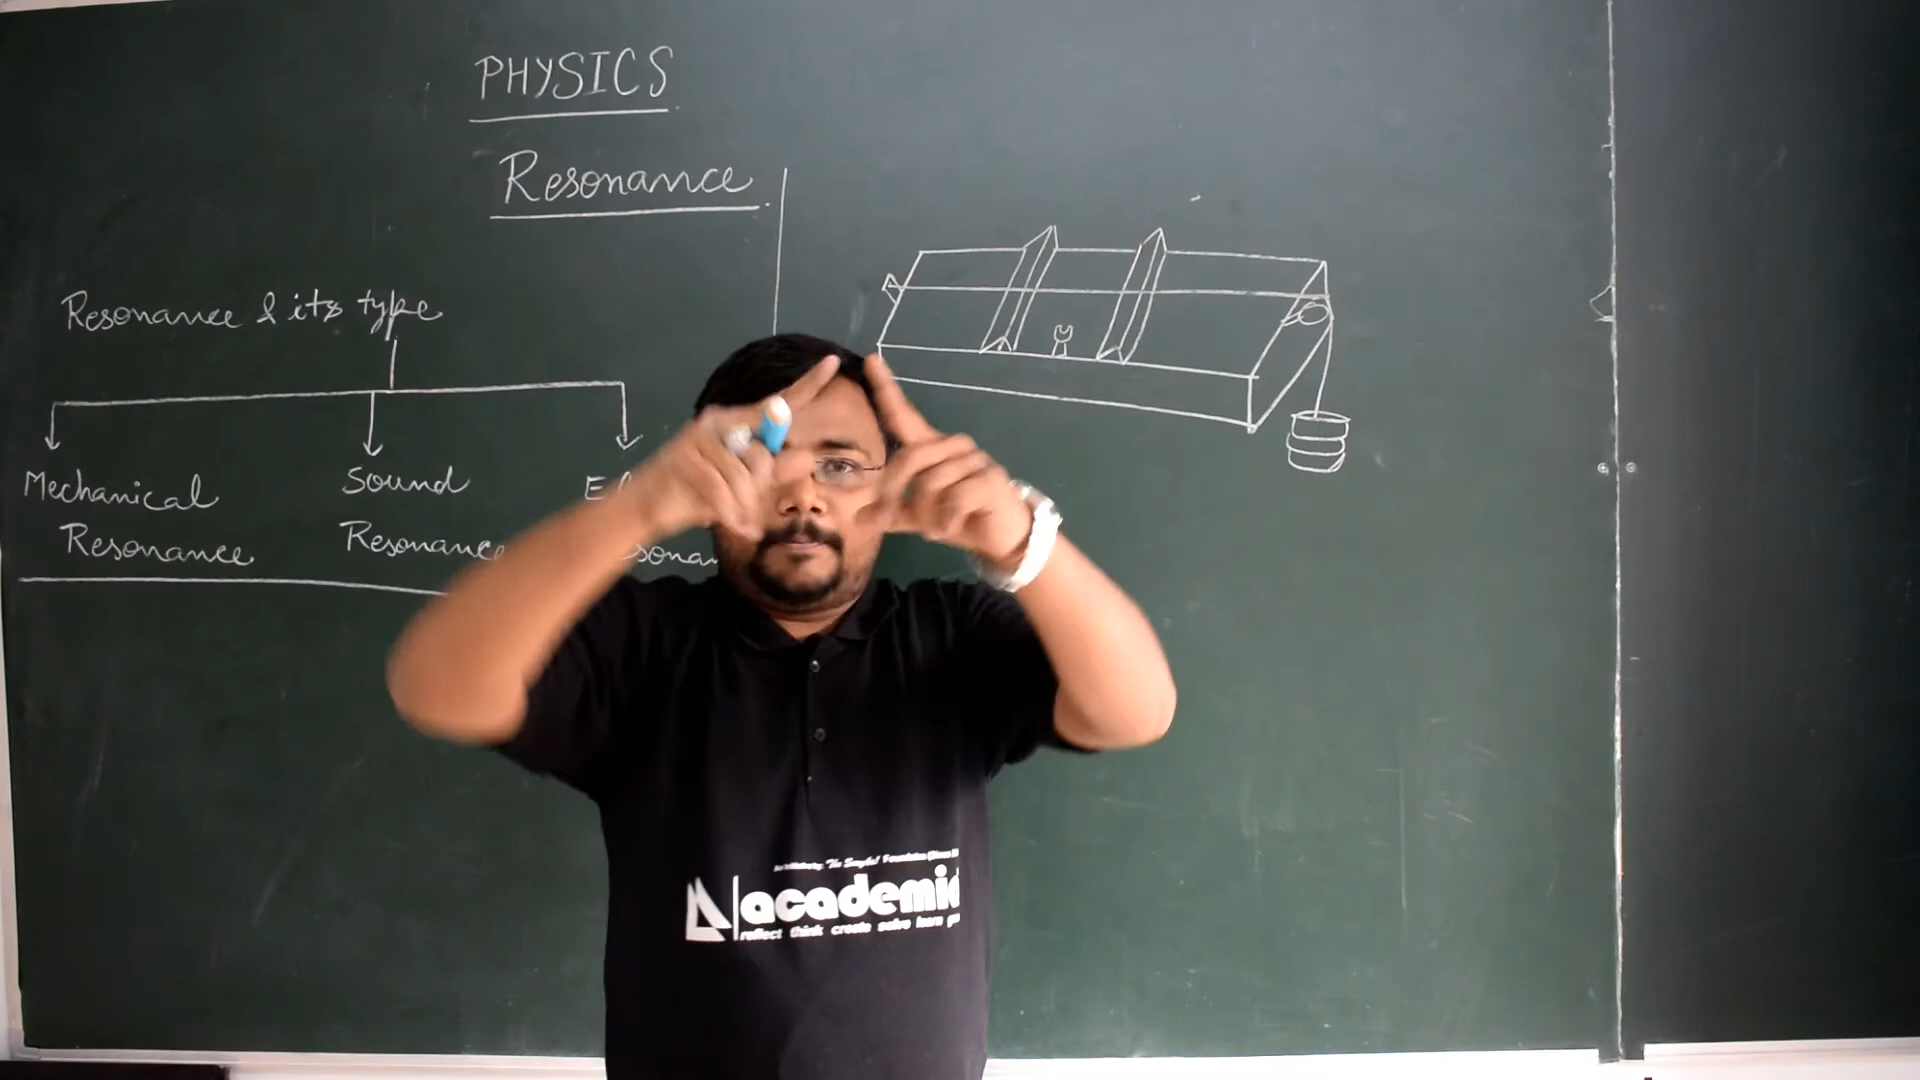 PHYSICS
Resonance
Resonance & its type
Mechanical
Resonance
Sound
Resonance
academic
reflect think create solve learn